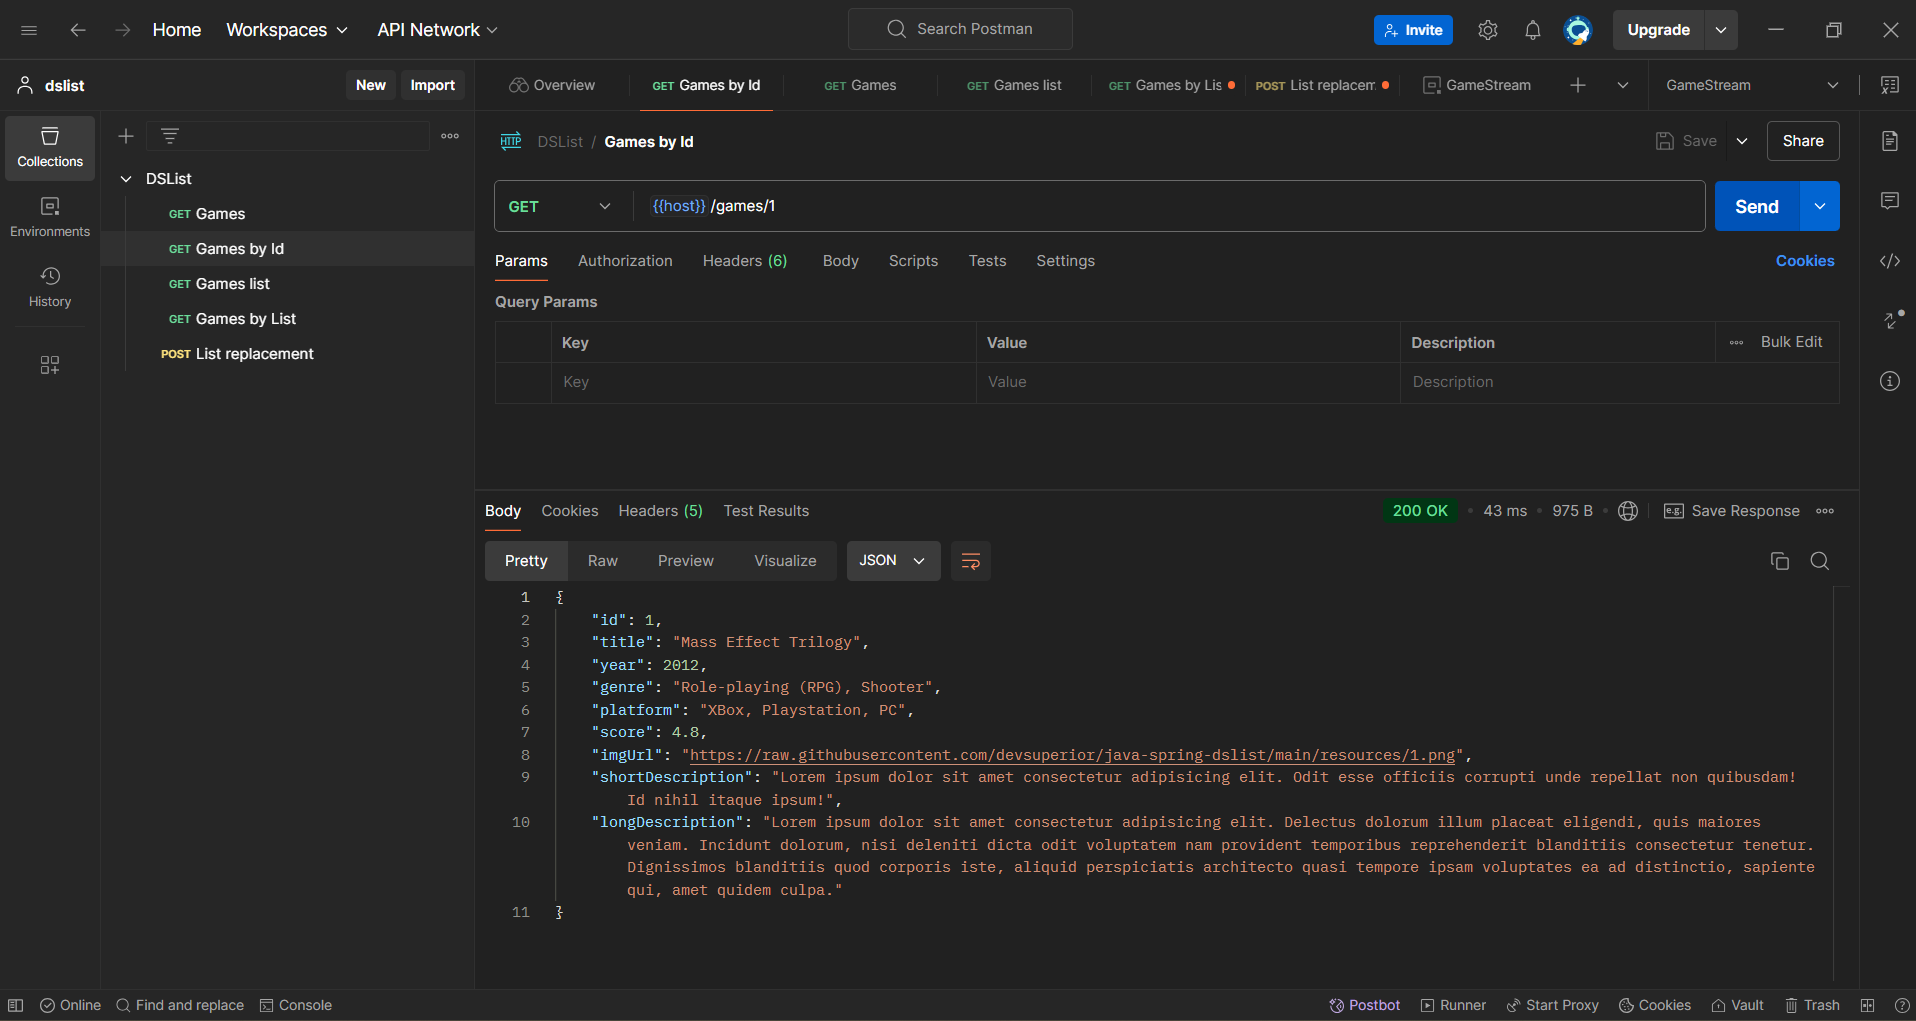 Home Workspaces API Network Search Postman Invite Upgrade
dslist New Import
Overview GET Games by Id GET Games GET Games list GET Games by Lis POST List replacem GameStream GameStream
Collections
Environments
History
DSList
GET Games
GET Games by Id
GET Games list
GET Games by List
POST List replacement
HTTP DSList / Games by Id Save Share
GET {{host}} /games/1 Send
Params Authorization Headers (6) Body Scripts Tests Settings Cookies
Query Params
Key Value Description Bulk Edit
Key Value Description
Body Cookies Headers (5) Test Results 200 OK 43 ms 975 B e.g. Save Response
Pretty Raw Preview Visualize JSON
1 {
2 "id": 1,
3 "title": "Mass Effect Trilogy",
4 "year": 2012,
5 "genre": "Role-playing (RPG), Shooter",
6 "platform": "XBox, Playstation, PC",
7 "score": 4.8,
8 "imgUrl": "https://raw.githubusercontent.com/devsuperior/java-spring-dslist/main/resources/1.png",
9 "shortDescription": "Lorem ipsum dolor sit amet consectetur adipisicing elit. Odit esse officiis corrupti unde repellat non quibusdam!
Id nihil itaque ipsum!",
10 "longDescription": "Lorem ipsum dolor sit amet consectetur adipisicing elit. Delectus dolorum illum placeat eligendi, quis maiores
veniam. Incidunt dolorum, nisi deleniti dicta odit voluptatem nam provident temporibus reprehenderit blanditiis consectetur tenetur.
Dignissimos blanditiis quod corporis iste, aliquid perspiciatis architecto quasi tempore ipsam voluptates ea ad distinctio, sapiente
qui, amet quidem culpa."
11 }
Online Find and replace Console Postbot Runner Start Proxy Cookies Vault Trash